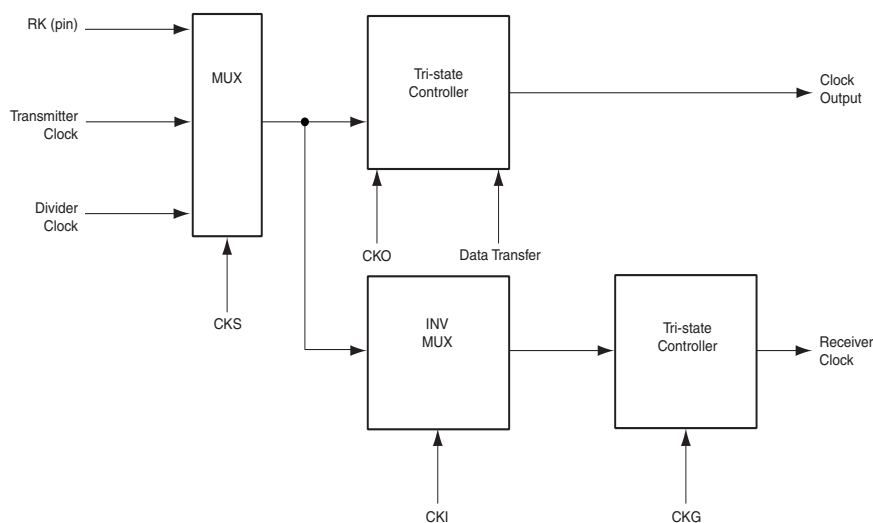 RK (pin)
MUX
Tri-state
Controller
Clock
Output
Transmitter
Clock
Divider
Clock
CKO
Data Transfer
CKS
INV
MUX
Tri-state
Controller
Receiver
Clock
CKI
CKG